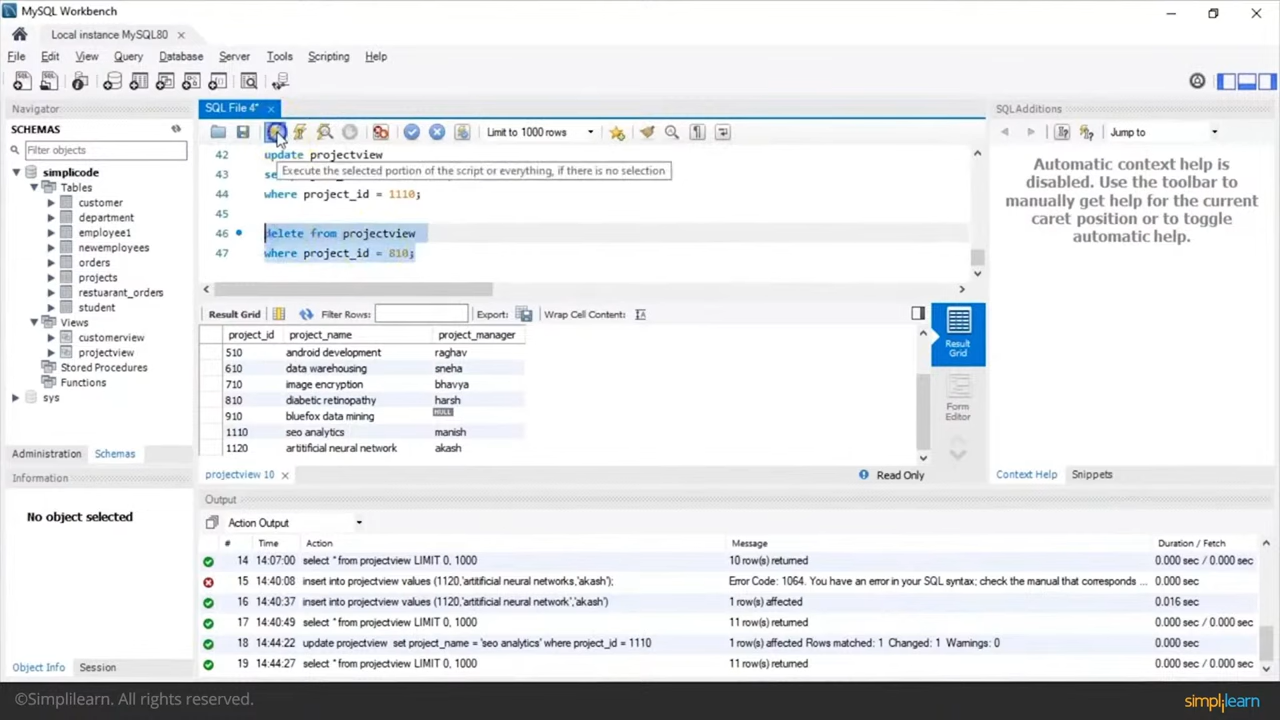 MySQL Workbench
Local instance MySQL80
File Edit View Query Database Server Tools Scripting Help
Navigator
SCHEMAS
Filter objects
simplicode
Tables
customer
department
employee1
newemployees
orders
projects
restuarant_orders
student
Views
customerview
projectview
Stored Procedures
Functions
sys
Administration Schemas
Information
No object selected
Object Info Session
SQL File 4*
Limit to 1000 rows
42 update projectview
Execute the selected portion of the script or everything, if there is no selection
43 se
44 where project_id = 1110;
45
46 delete from projectview
47 where project_id = 810;
Result Grid Filter Rows: Export: Wrap Cell Content:
project_id project_name project_manager
510 android development raghav
610 data warehousing sneha
710 image encryption bhavya
810 diabetic retinopathy harsh
910 bluefox data mining NULL
1110 seo analytics manish
1120 artitificial neural network akash
Result Grid
Form Editor
projectview 10
Read Only
SQLAdditions
Jump to
Automatic context help is
disabled. Use the toolbar to
manually get help for the current
caret position or to toggle
automatic help.
Context Help Snippets
Output
Action Output
# Time Action Message Duration / Fetch
14 14:07:00 select * from projectview LIMIT 0, 1000 10 row(s) returned 0.000 sec / 0.000 sec
15 14:40:08 insert into projectview values (1120,'artitificial neural networks,'akash'); Error Code: 1064. You have an error in your SQL syntax; check the manual that corresponds ... 0.000 sec
16 14:40:37 insert into projectview values (1120,'artitificial neural network','akash') 1 row(s) affected 0.016 sec
17 14:40:49 select * from projectview LIMIT 0, 1000 11 row(s) returned 0.000 sec / 0.000 sec
18 14:44:22 update projectview set project_name = 'seo analytics' where project_id = 1110 1 row(s) affected Rows matched: 1 Changed: 1 Warnings: 0 0.000 sec
19 14:44:27 select * from projectview LIMIT 0, 1000 11 row(s) returned 0.000 sec / 0.000 sec
©Simplilearn. All rights reserved.
simplilearn